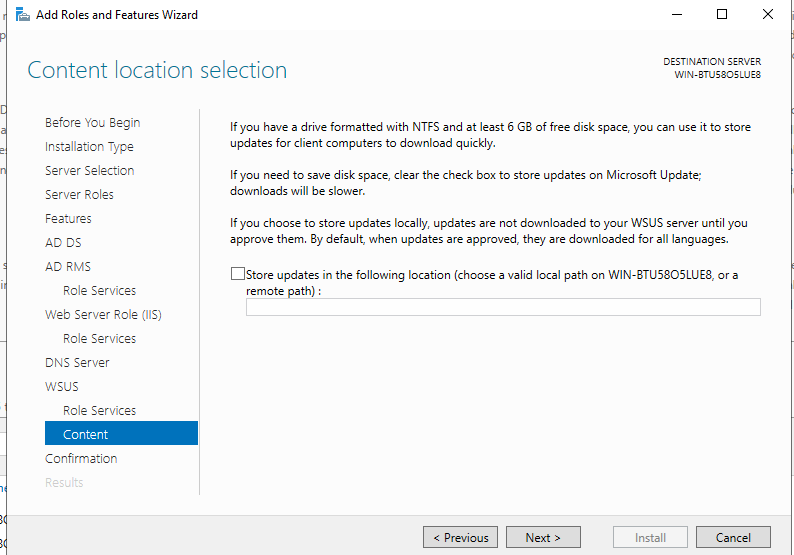 Add Roles and Features Wizard
Content location selection
DESTINATION SERVER
WIN-BTU58O5LUE8
Before You Begin
Installation Type
Server Selection
Server Roles
Features
AD DS
AD RMS
Role Services
Web Server Role (IIS)
Role Services
DNS Server
WSUS
Role Services
Content
Confirmation
Results
If you have a drive formatted with NTFS and at least 6 GB of free disk space, you can use it to store
updates for client computers to download quickly.
If you need to save disk space, clear the check box to store updates on Microsoft Update;
downloads will be slower.
If you choose to store updates locally, updates are not downloaded to your WSUS server until you
approve them. By default, when updates are approved, they are downloaded for all languages.
Store updates in the following location (choose a valid local path on WIN-BTU58O5LUE8, or a
remote path) :
< Previous
Next >
Install
Cancel